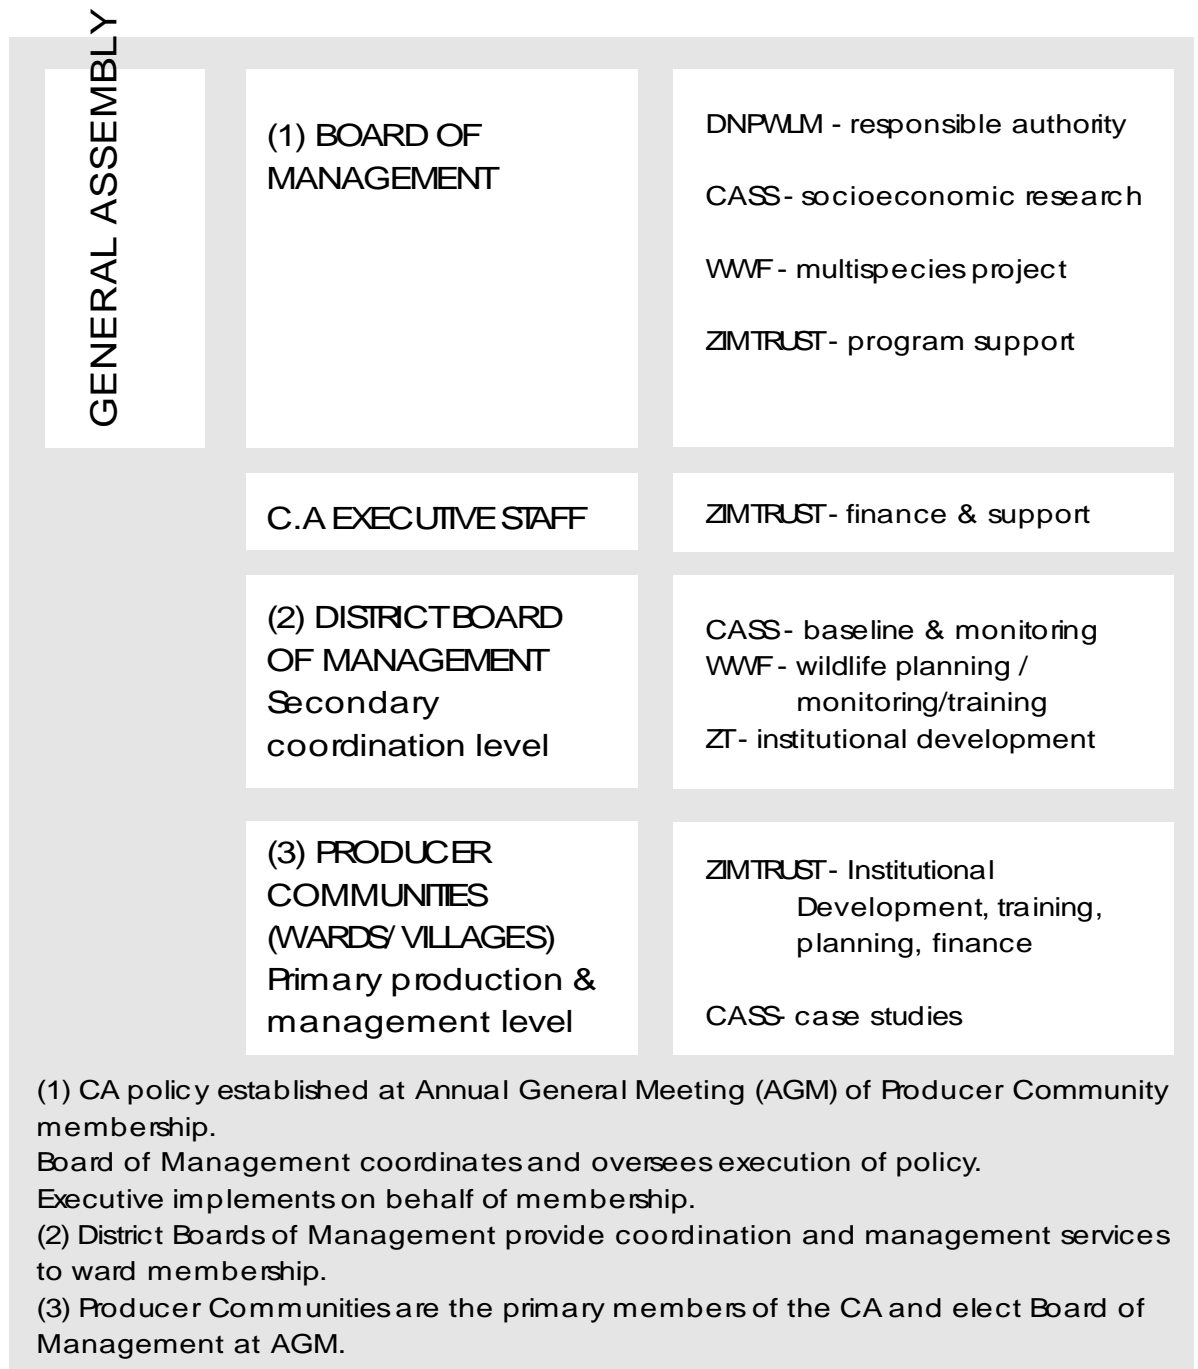 GENERAL ASSEMBLY
(1) BOARD OF
MANAGEMENT
DNPWLM - responsible authority
CASS - socioeconomic research
WWF - multispecies project
ZIMTRUST - program support
C.A EXECUTIVE STAFF
ZIMTRUST - finance & support
(2) DISTRICT BOARD
OF MANAGEMENT
Secondary
coordination level
CASS - baseline & monitoring
WWF - wildlife planning /
monitoring/training
ZT - institutional development
(3) PRODUCER
COMMUNITIES
(WARDS/ VILLAGES)
Primary production &
management level
ZIMTRUST - Institutional
Development, training,
planning, finance
CASS- case studies
(1) CA policy established at Annual General Meeting (AGM) of Producer Community
membership.
Board of Management coordinates and oversees execution of policy.
Executive implements on behalf of membership.
(2) District Boards of Management provide coordination and management services
to ward membership.
(3) Producer Communities are the primary members of the CA and elect Board of
Management at AGM.